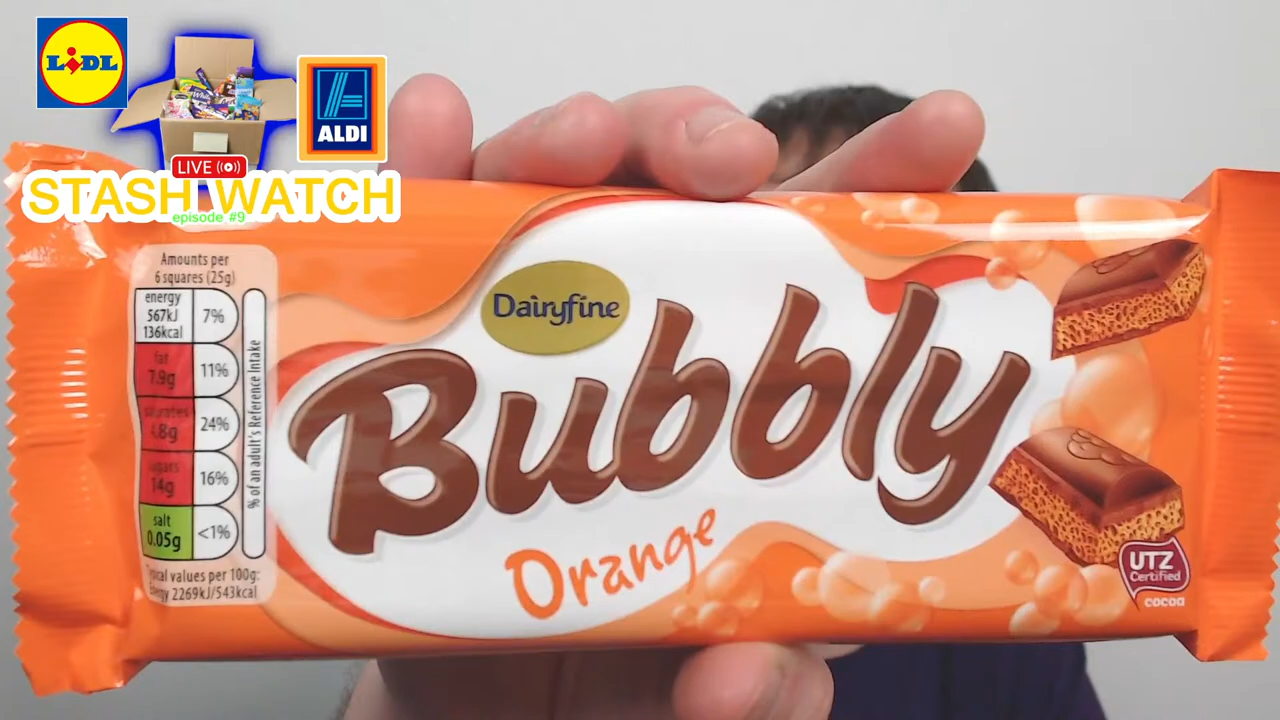 LIDL
ALDI
LIVE
STASH WATCH
episode #9
Amounts per
6 squares (25g)
energy
567kJ
136kcal
7%
fat
7.9g
11%
saturates
4.8g
24%
sugars
14g
16%
salt
0.05g
<1%
% of an adult's Reference Intake
Typical values per 100g:
Energy 2269kJ/543kcal
Dairyfine
Bubbly
Orange
UTZ
Certified
cocoa